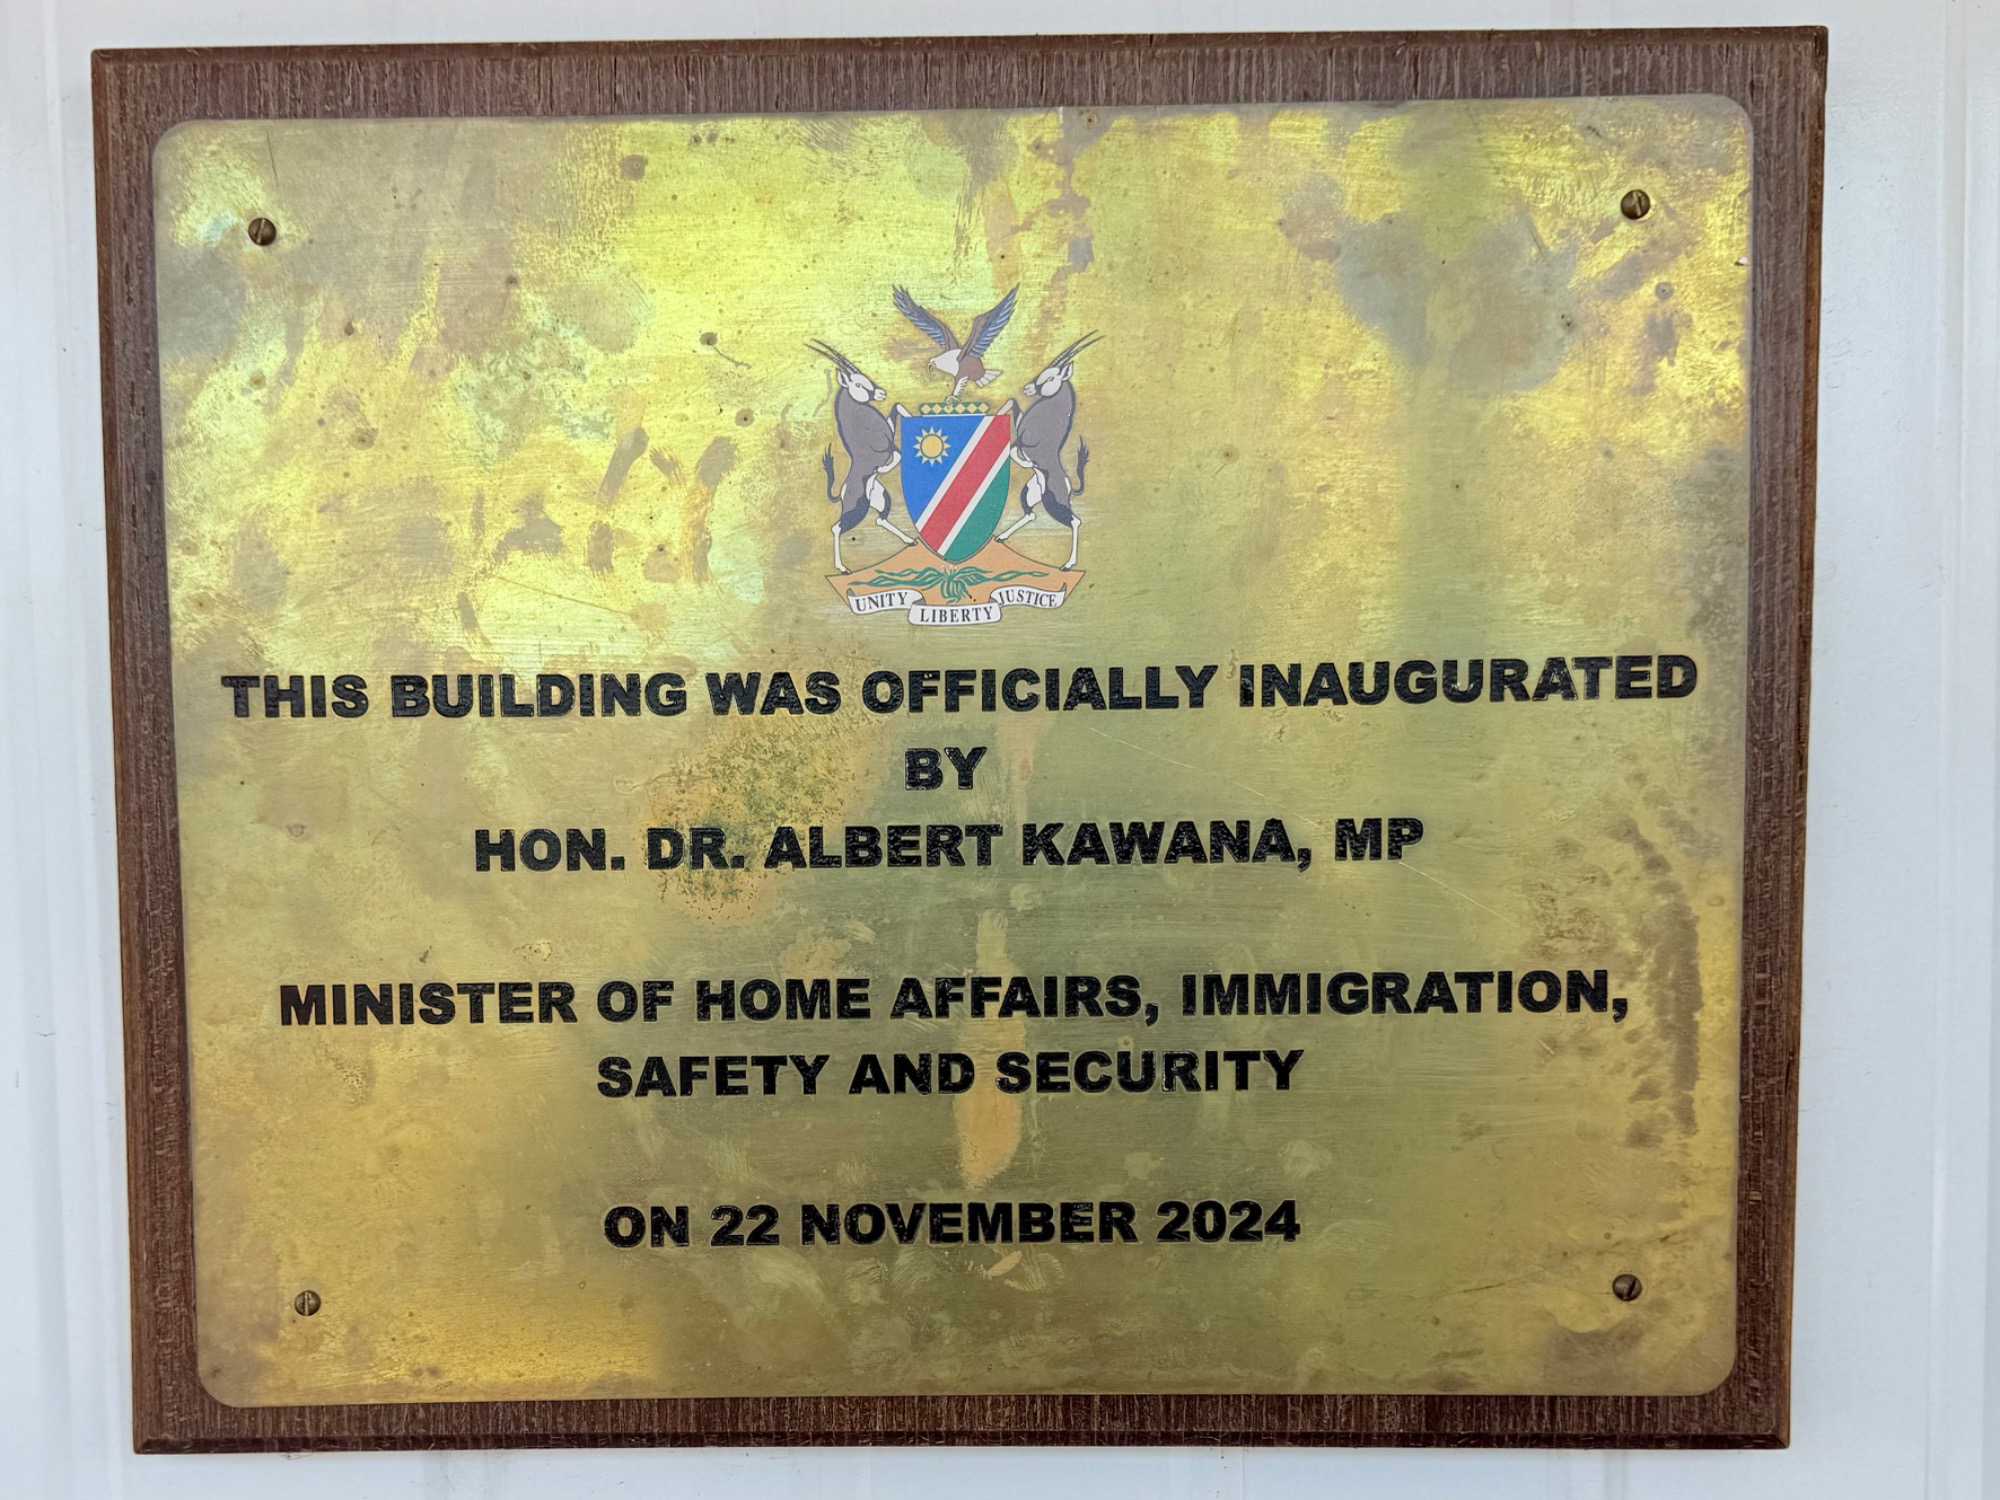 UNITY LIBERTY JUSTICE
THIS BUILDING WAS OFFICIALLY INAUGURATED
BY
HON. DR. ALBERT KAWANA, MP
MINISTER OF HOME AFFAIRS, IMMIGRATION,
SAFETY AND SECURITY
ON 22 NOVEMBER 2024